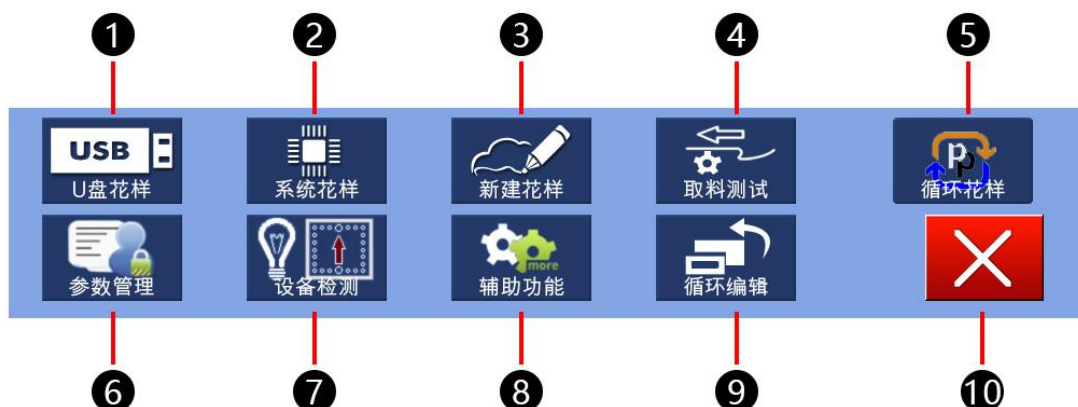 1 2 3 4 5
USB
U盘花样 系统花样 新建花样 取料测试 循环花样
PP
more
参数管理 设备检测 辅助功能 循环编辑
6 7 8 9 10